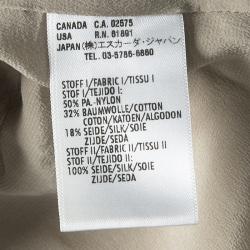 CANADA C.A. 02675
USA R.N. 81801
JAPAN (株)エスカーダ・ジャパン
TEL. 03-5786-6660
STOFF I/FABRIC I/TISSU I
STOF I/TEJIDO I:
50% PA.-NYLON
32% BAUMWOLLE/COTTON
COTON/KATOEN/ALGODON
18% SEIDE/SILK/SOIE
ZIJDE/SEDA
STOFF II/FABRIC II/TISSU II
STOF II/TEJIDO II:
100% SEIDE/SILK/SOIE
ZIJDE/SEDA